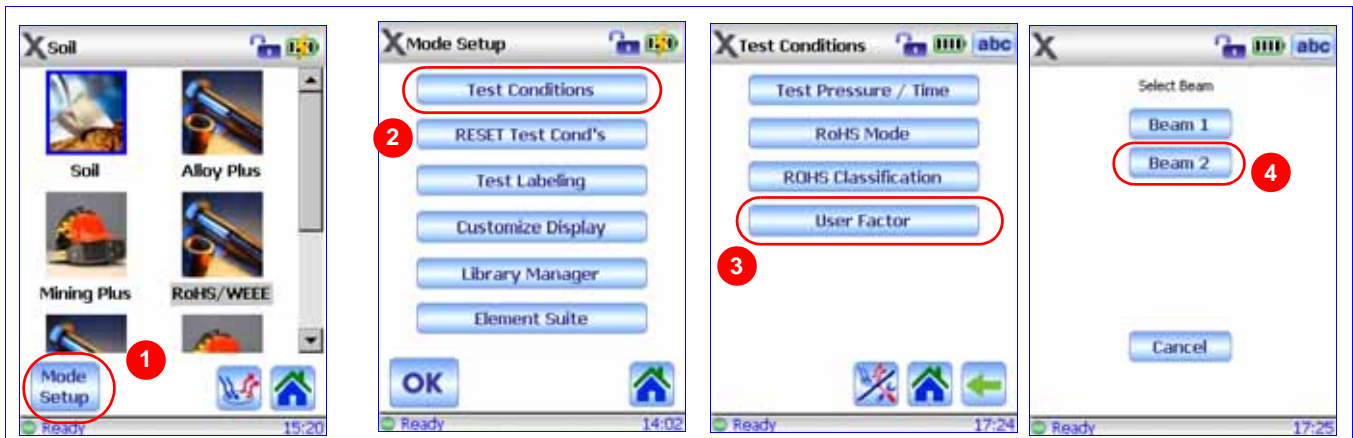 Soil
Soil
Alloy Plus
Mining Plus
RoHS/WEEE
1
Mode
Setup
Ready
15:20
Mode Setup
Test Conditions
2
RESET Test Cond's
Test Labeling
Customize Display
Library Manager
Element Suite
OK
Ready
14:02
Test Conditions
abc
Test Pressure / Time
RoHS Mode
ROHS Classification
User Factor
3
Ready
17:24
abc
Select Beam
Beam 1
Beam 2
4
Cancel
Ready
17:25